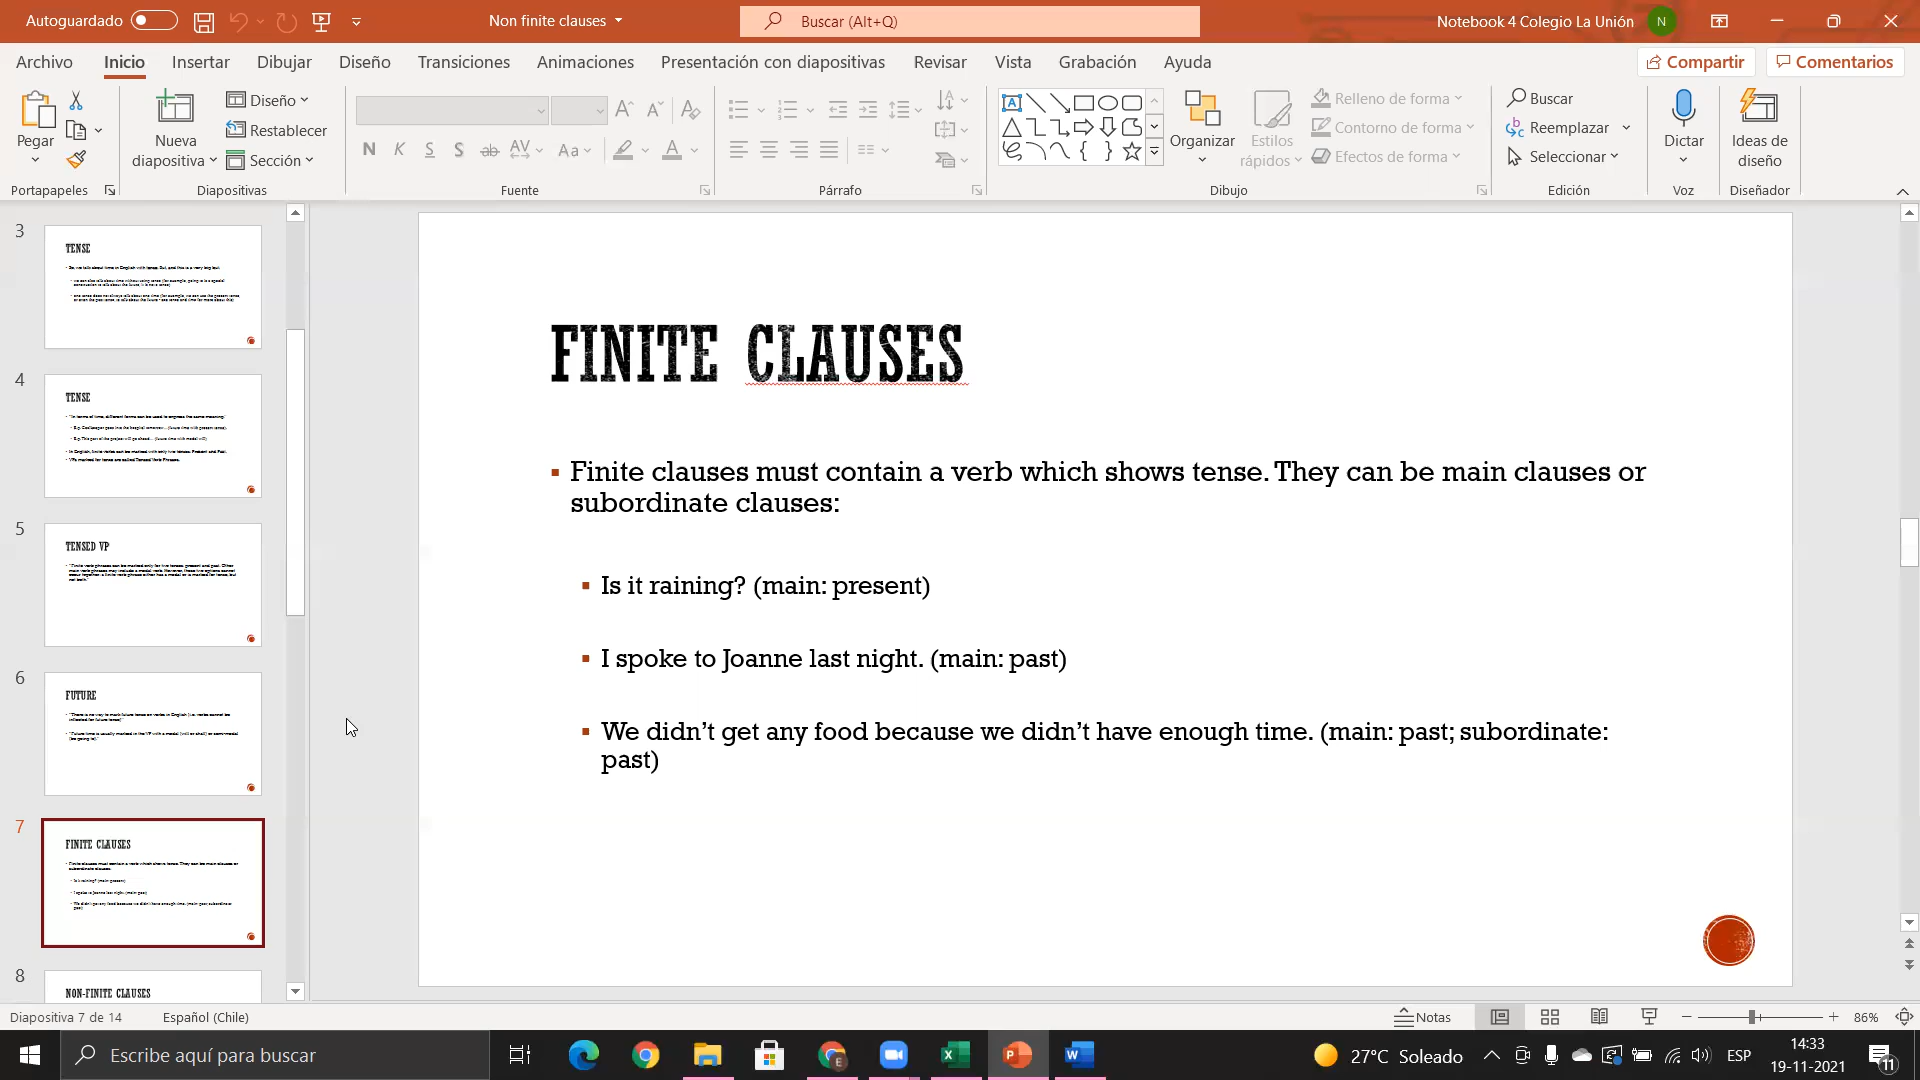 Autoguardado
Non finite clauses
Buscar (Alt+Q)
Notebook 4 Colegio La Unión
N
Archivo Inicio Insertar Dibujar Diseño Transiciones Animaciones Presentación con diapositivas Revisar Vista Grabación Ayuda
Compartir Comentarios
Pegar
Nueva diapositiva
Diseño
Restablecer
Sección
N K S S ab AV Aa A
Relleno de forma
Contorno de forma
Efectos de forma
Organizar
Estilos rápidos
Buscar
Reemplazar
Seleccionar
Dictar
Ideas de diseño
Portapapeles Diapositivas Fuente Párrafo Dibujo Edición Voz Diseñador
3
TENSE
4
TENSE
5
TENSED VP
6
FUTURE
7
FINITE CLAUSES
8
NON-FINITE CLAUSES
FINITE CLAUSES
Finite clauses must contain a verb which shows tense. They can be main clauses or
subordinate clauses:
Is it raining? (main: present)
I spoke to Joanne last night. (main: past)
We didn't get any food because we didn't have enough time. (main: past; subordinate:
past)
Diapositiva 7 de 14 Español (Chile)
Notas
86%
Escribe aquí para buscar
27°C Soleado
ESP
14:33
19-11-2021
11